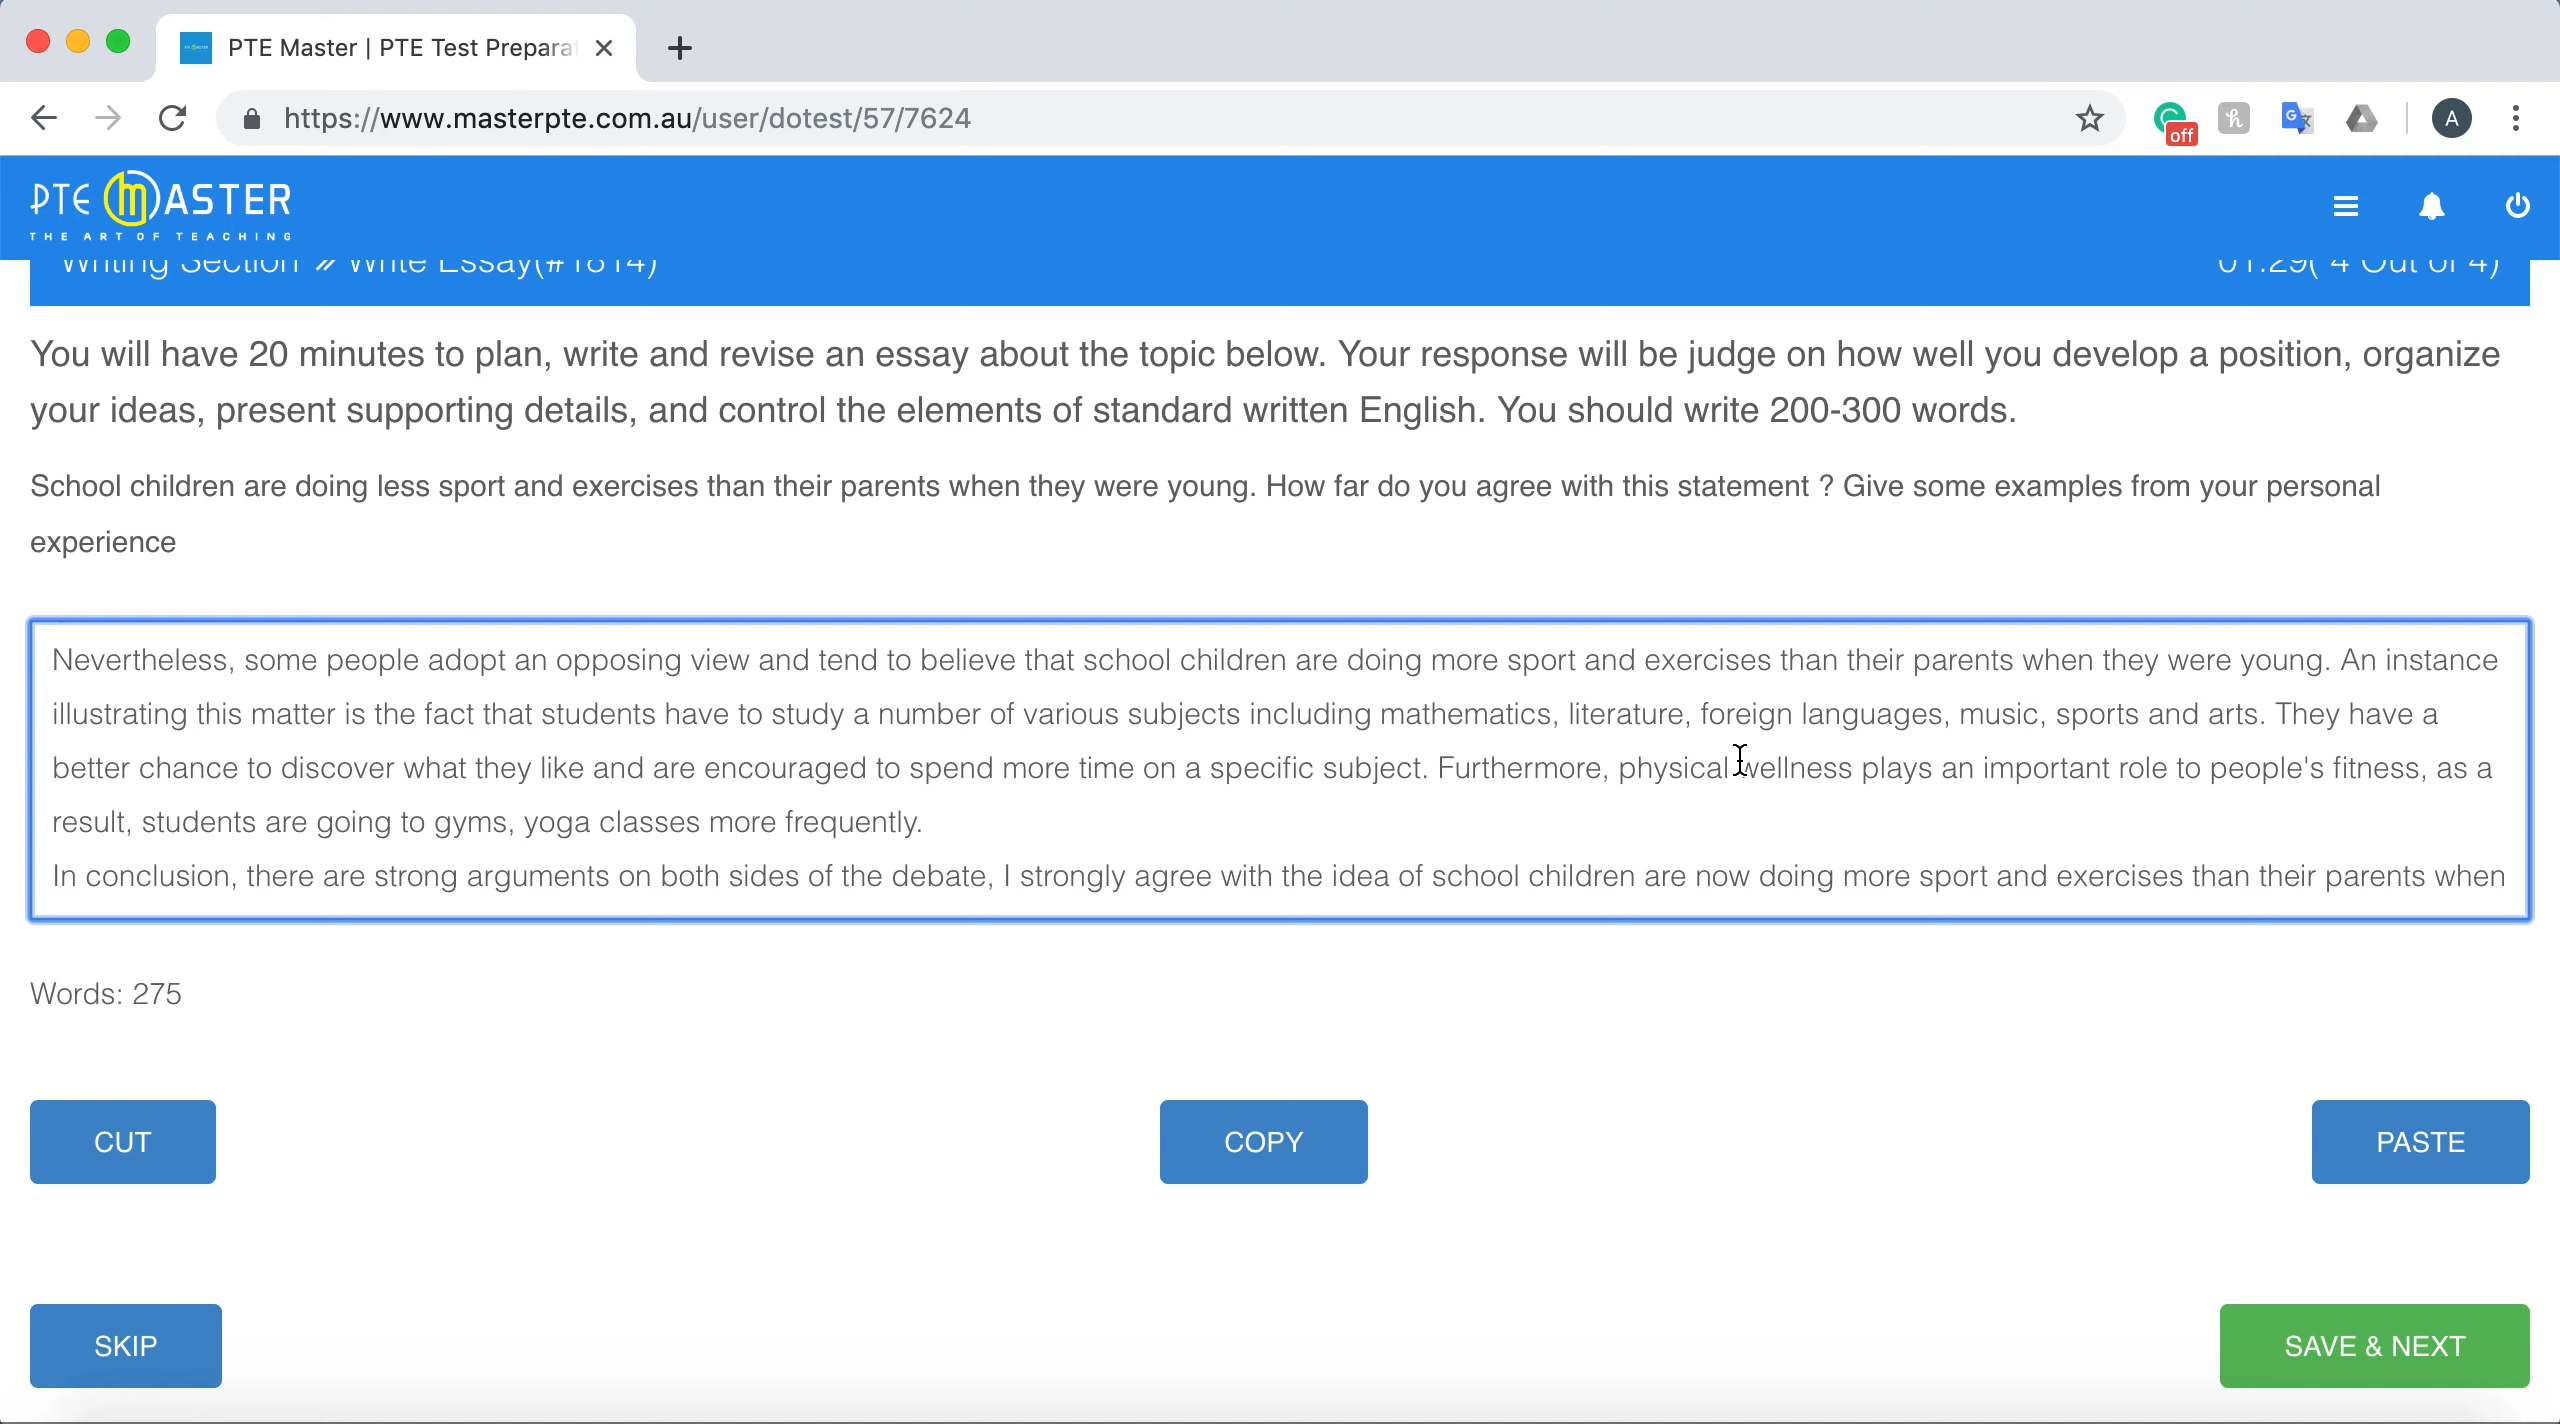 PTE Master | PTE Test Prepara
https://www.masterpte.com.au/user/dotest/57/7624
off
A
PTE MASTER
THE ART OF TEACHING
Writing Section » Write Essay(#1814)
01:29( 4 Out of 4)
You will have 20 minutes to plan, write and revise an essay about the topic below. Your response will be judge on how well you develop a position, organize
your ideas, present supporting details, and control the elements of standard written English. You should write 200-300 words.
School children are doing less sport and exercises than their parents when they were young. How far do you agree with this statement ? Give some examples from your personal
experience
Nevertheless, some people adopt an opposing view and tend to believe that school children are doing more sport and exercises than their parents when they were young. An instance
illustrating this matter is the fact that students have to study a number of various subjects including mathematics, literature, foreign languages, music, sports and arts. They have a
better chance to discover what they like and are encouraged to spend more time on a specific subject. Furthermore, physical wellness plays an important role to people's fitness, as a
result, students are going to gyms, yoga classes more frequently.
In conclusion, there are strong arguments on both sides of the debate, I strongly agree with the idea of school children are now doing more sport and exercises than their parents when
Words: 275
CUT
COPY
PASTE
SKIP
SAVE & NEXT